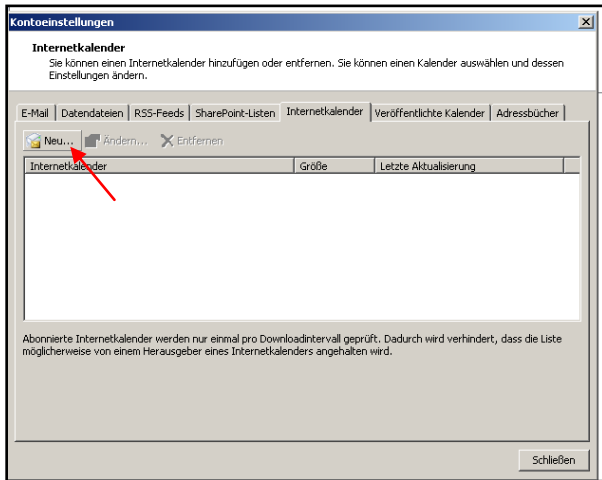 Kontoeinstellungen
Internetkalender
Sie können einen Internetkalender hinzufügen oder entfernen. Sie können einen Kalender auswählen und dessen
Einstellungen ändern.
E-Mail Datendateien RSS-Feeds SharePoint-Listen Internetkalender Veröffentlichte Kalender Adressbücher
Neu... Ändern... Entfernen
Internetkalender Größe Letzte Aktualisierung
Abonnierte Internetkalender werden nur einmal pro Downloadintervall geprüft. Dadurch wird verhindert, dass die Liste
möglicherweise von einem Herausgeber eines Internetkalenders angehalten wird.
Schließen